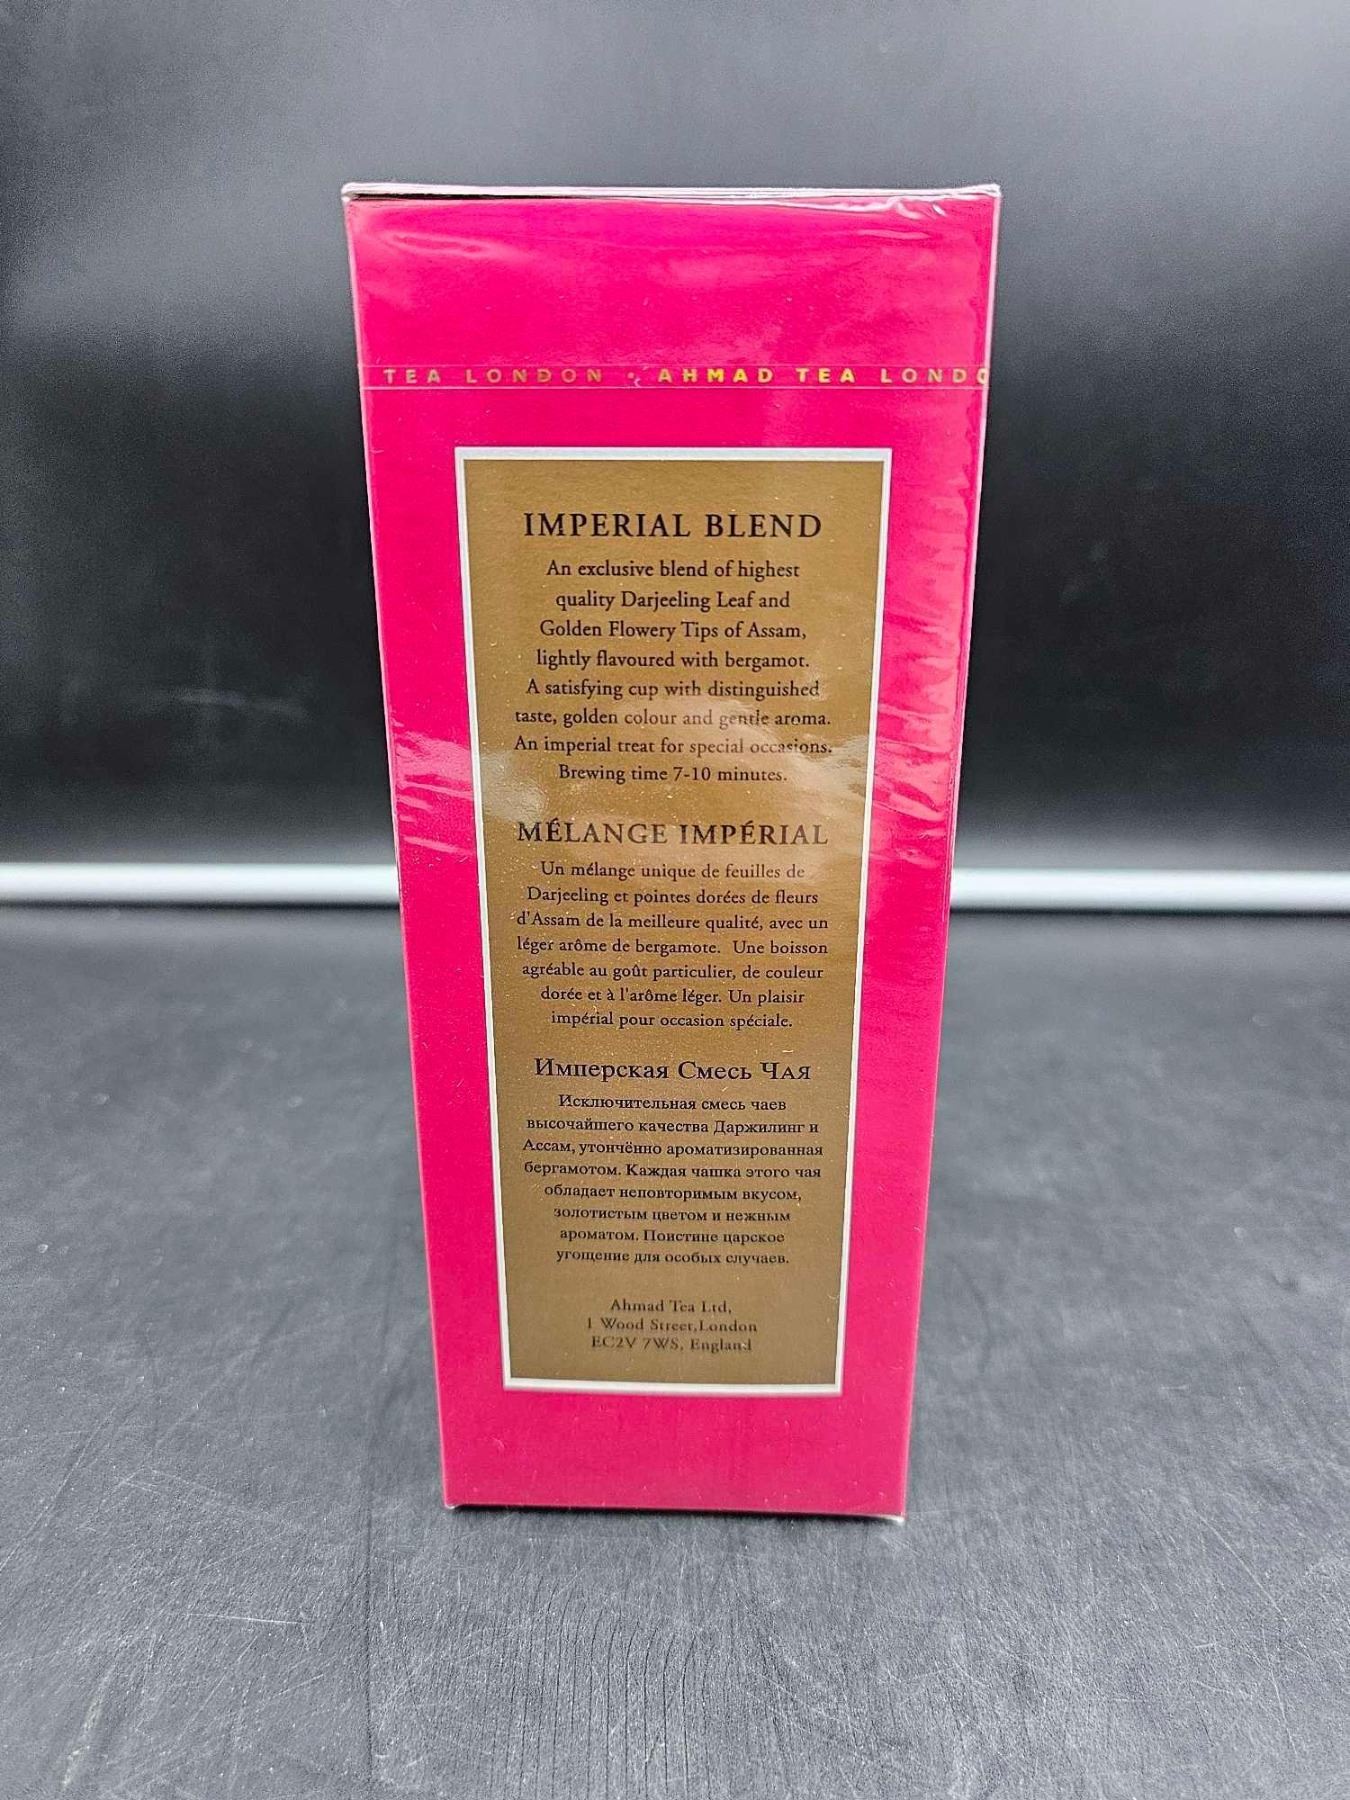 TEA LONDON • AHMAD TEA LONDO
IMPERIAL BLEND
An exclusive blend of highest
quality Darjeeling Leaf and
Golden Flowery Tips of Assam,
lightly flavoured with bergamot.
A satisfying cup with distinguished
taste, golden colour and gentle aroma.
An imperial treat for special occasions.
Brewing time 7-10 minutes.
MÉLANGE IMPÉRIAL
Un mélange unique de feuilles de
Darjeeling et pointes dorées de fleurs
d'Assam de la meilleure qualité, avec un
léger arôme de bergamote. Une boisson
agréable au goût particulier, de couleur
dorée et à l'arôme léger. Un plaisir
impérial pour occasion spéciale.
Имперская Смесь Чая
Исключительная смесь чаев
высочайшего качества Даржилинг и
Ассам, утончённо ароматизированная
бергамотом. Каждая чашка этого чая
обладает неповторимым вкусом,
золотистым цветом и нежным
ароматом. Поистине царское
угощение для особых случаев.
Ahmad Tea Ltd,
1 Wood Street,London
EC2V 7WS, England